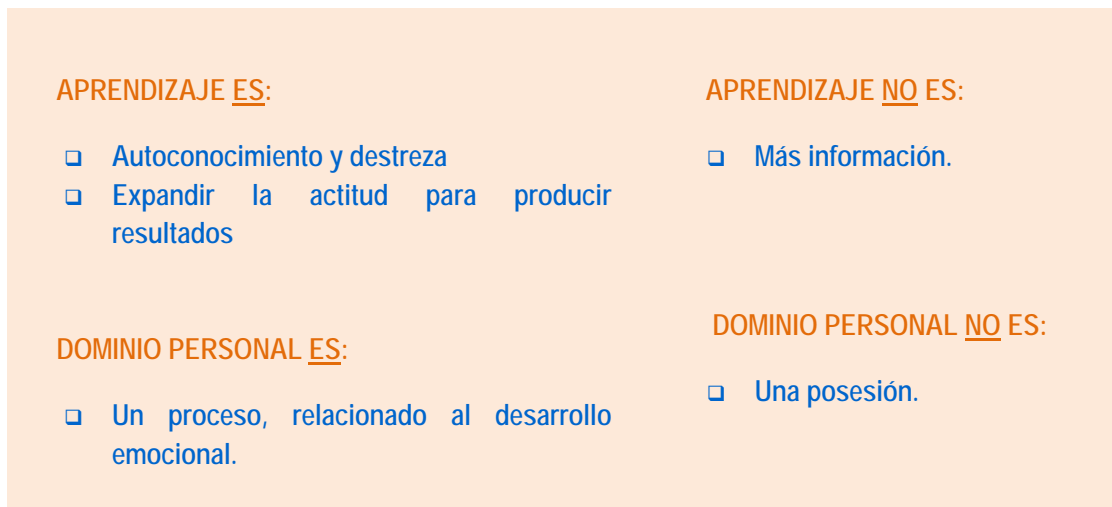 APRENDIZAJE ES:
Autoconocimiento y destreza
Expandir la actitud para producir
resultados
DOMINIO PERSONAL ES:
Un proceso, relacionado al desarrollo
emocional.
APRENDIZAJE NO ES:
Más información.
DOMINIO PERSONAL NO ES:
Una posesión.